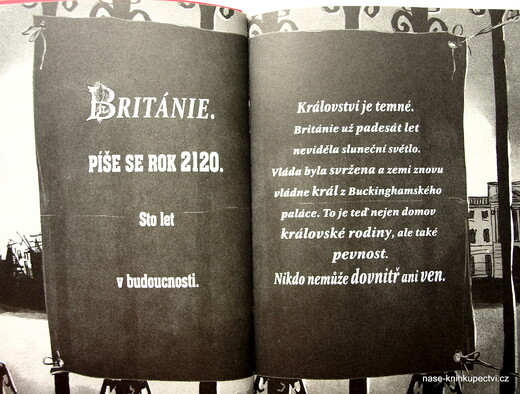 BRITÁNIE.
PÍŠE SE ROK 2120.
Sto let
v budoucnosti.
Království je temné.
Británie už padesát let
neviděla sluneční světlo.
Vláda byla svržena a zemi znovu
vládne král z Buckinghamského
paláce. To je teď nejen domov
královské rodiny, ale také
pevnost.
Nikdo nemůže dovnitř ani ven.
nase-knihkupectvi.cz